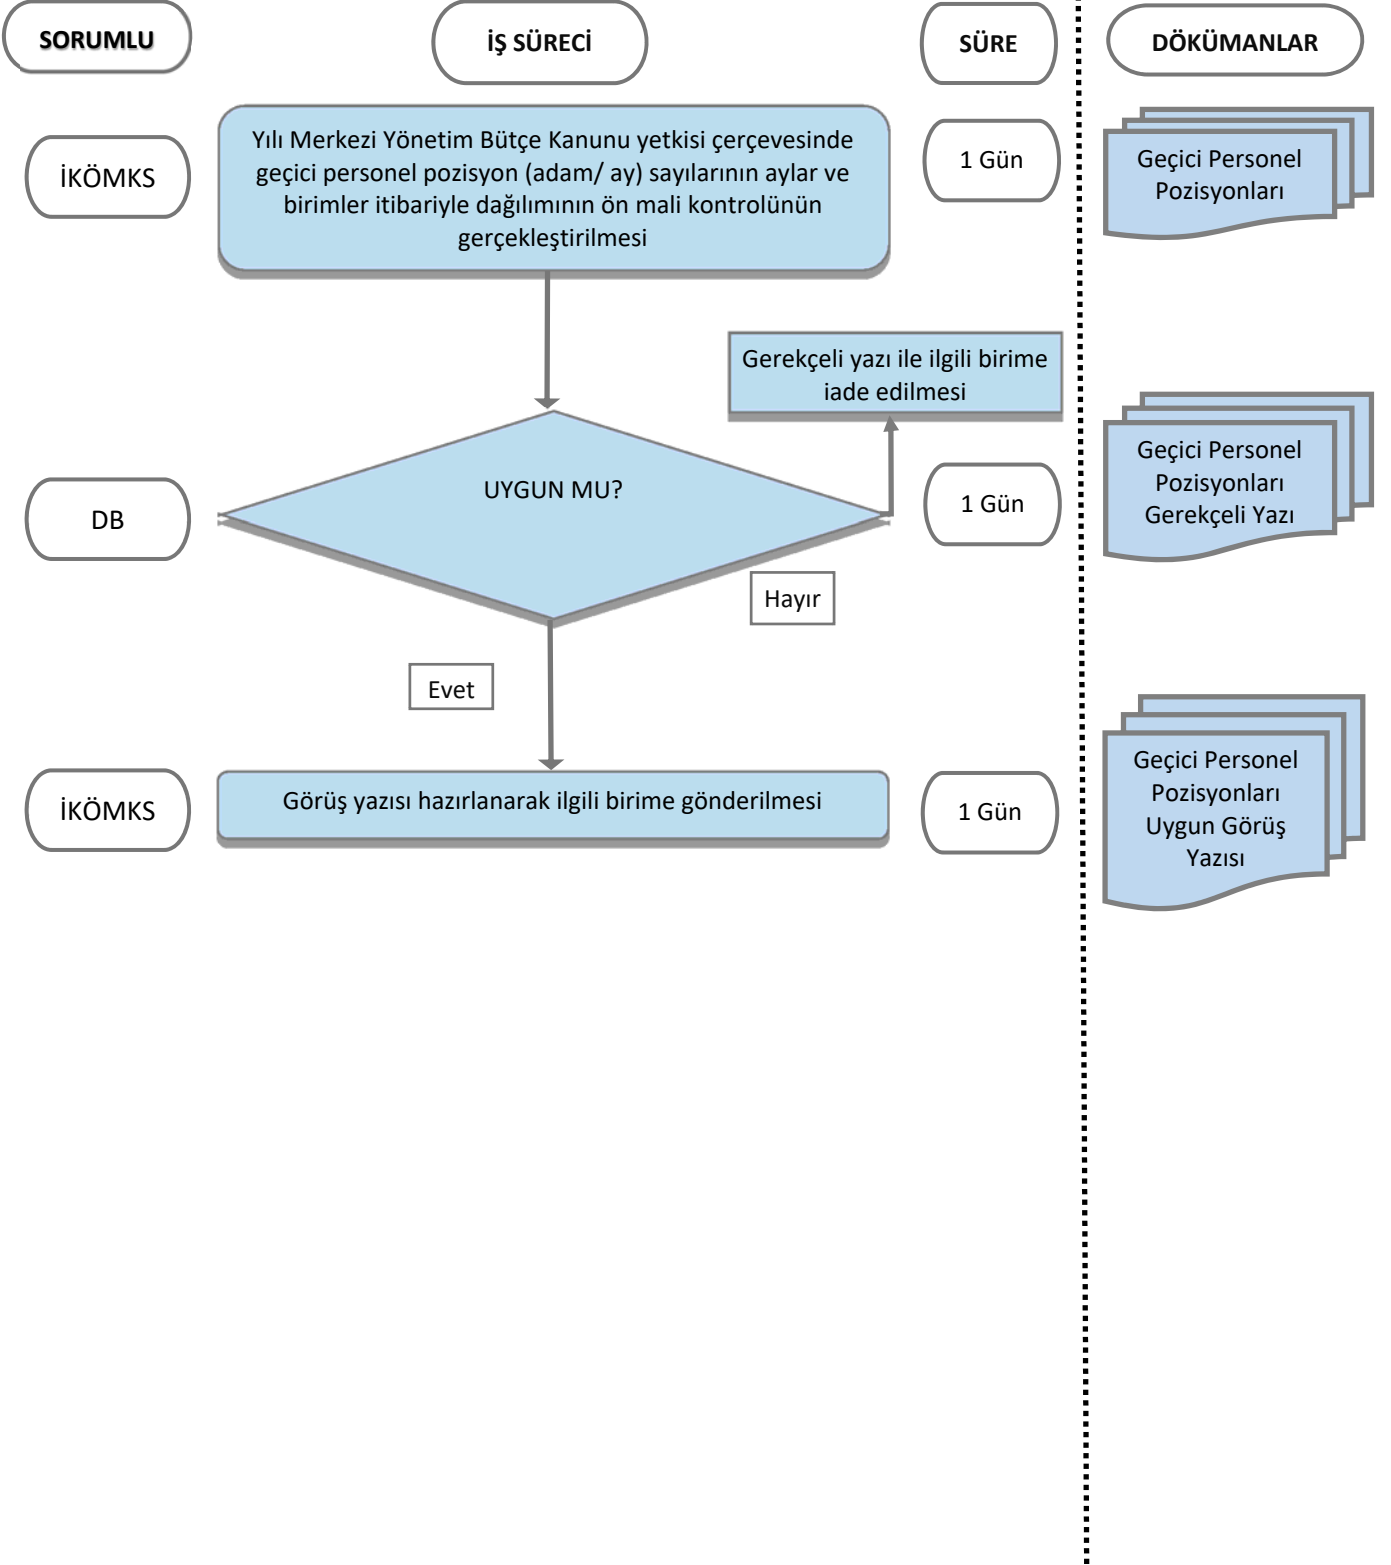 SORUMLU
İŞ SÜRECİ
SÜRE
DÖKÜMANLAR
İKÖMKS
Yılı Merkezi Yönetim Bütçe Kanunu yetkisi çerçevesinde
geçici personel pozisyon (adam/ ay) sayılarının aylar ve
birimler itibariyle dağılımının ön mali kontrolünün
gerçekleştirilmesi
1 Gün
Geçici Personel
Pozisyonları
Gerekçeli yazı ile ilgili birime
iade edilmesi
DB
UYGUN MU?
1 Gün
Geçici Personel
Pozisyonları
Gerekçeli Yazı
Hayır
Evet
İKÖMKS
Görüş yazısı hazırlanarak ilgili birime gönderilmesi
1 Gün
Geçici Personel
Pozisyonları
Uygun Görüş
Yazısı